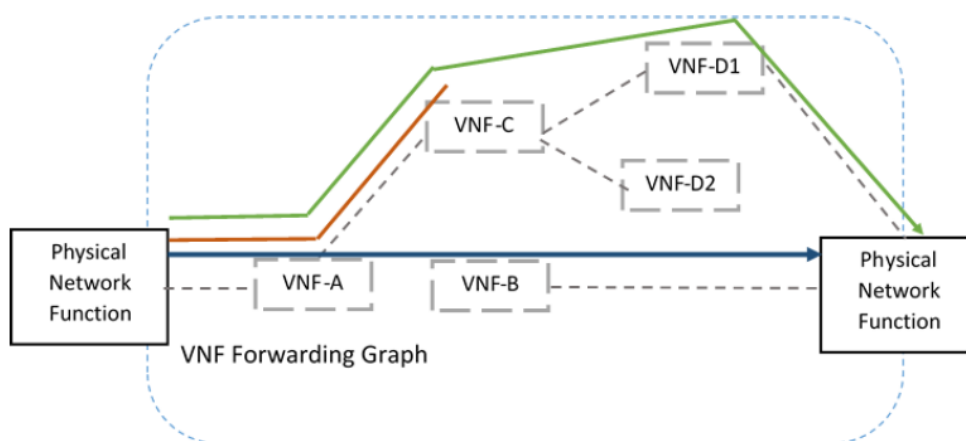 VNF-D1
VNF-C
VNF-D2
Physical
Network
Function
VNF-A
VNF-B
Physical
Network
Function
VNF Forwarding Graph